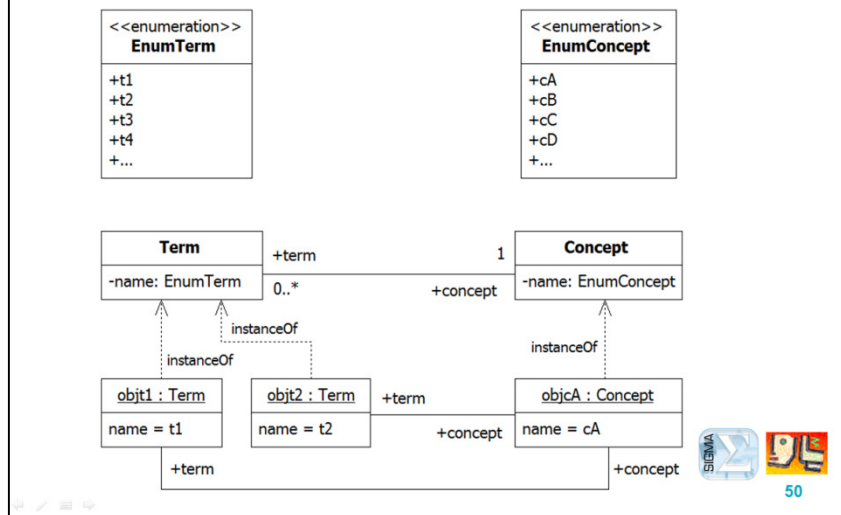 <<enumeration>>
EnumTerm
+t1
+t2
+t3
+t4
+...
<<enumeration>>
EnumConcept
+cA
+cB
+cC
+cD
+...
Term
-name: EnumTerm
+term
0..*
1
+concept
Concept
-name: EnumConcept
instanceOf
instanceOf
instanceOf
objt1 : Term
name = t1
objt2 : Term
name = t2
+term
+concept
objcA : Concept
name = cA
+term
+concept
SIGMA
Σ
50